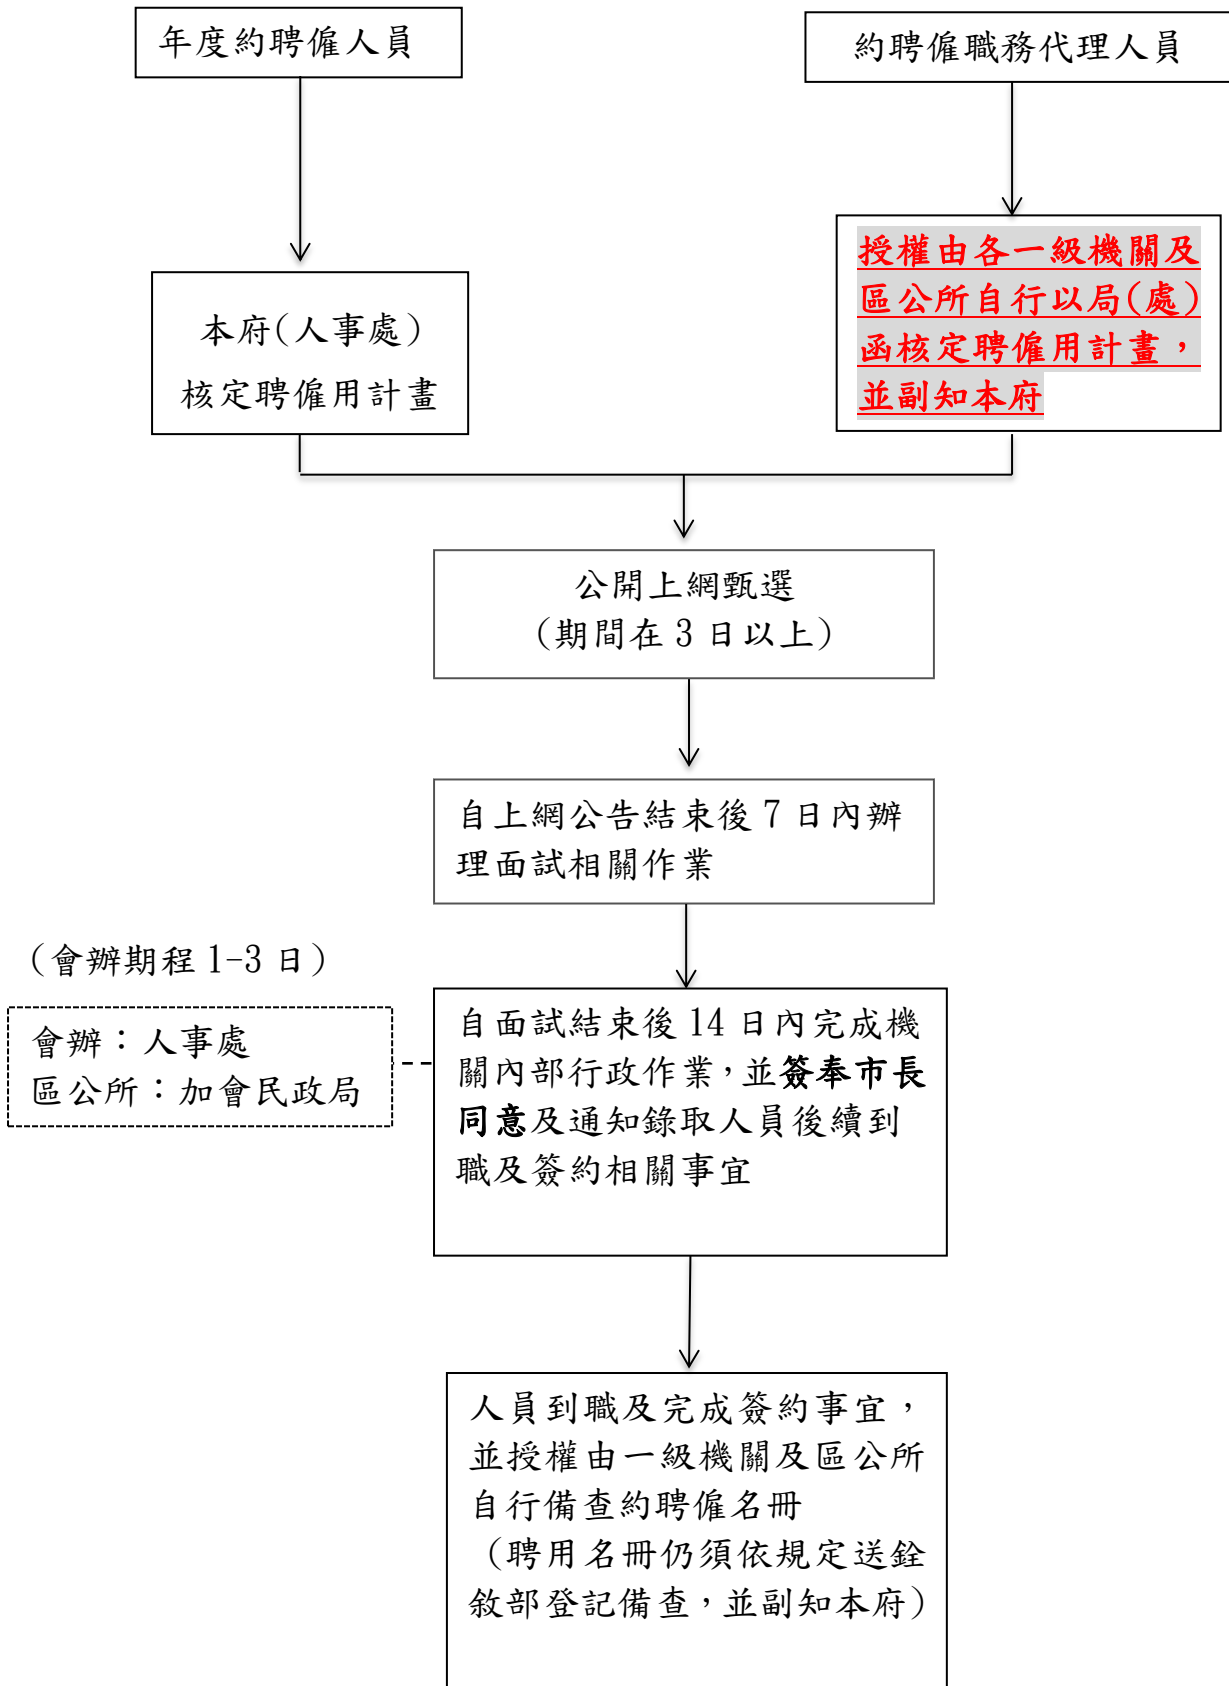 年度約聘僱人員
約聘僱職務代理人員
本府(人事處)
核定聘僱用計畫
授權由各一級機關及
區公所自行以局(處)
函核定聘僱用計畫，
並副知本府
公開上網甄選
(期間在3日以上)
自上網公告結束後7日內辦
理面試相關作業
(會辦期程1-3日)
會辦：人事處
區公所：加會民政局
自面試結束後14日內完成機
關內部行政作業，並簽奉市長
同意及通知錄取人員後續到
職及簽約相關事宜
人員到職及完成簽約事宜，
並授權由一級機關及區公所
自行備查約聘僱名冊
(聘用名冊仍須依規定送銓
敘部登記備查，並副知本府)